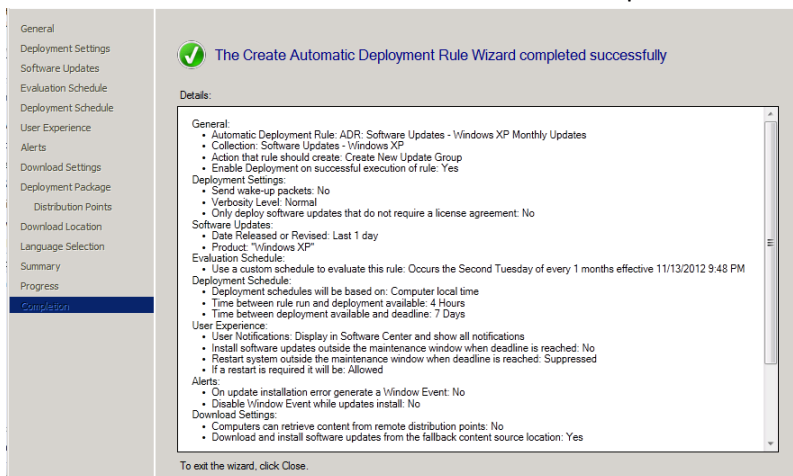 General
Deployment Settings
Software Updates
Evaluation Schedule
Deployment Schedule
User Experience
Alerts
Download Settings
Deployment Package
Distribution Points
Download Location
Language Selection
Summary
Progress
Completion
The Create Automatic Deployment Rule Wizard completed successfully
Details:
General:
• Automatic Deployment Rule: ADR: Software Updates - Windows XP Monthly Updates
• Collection: Software Updates - Windows XP
• Action that rule should create: Create New Update Group
• Enable Deployment on successful execution of rule: Yes
Deployment Settings:
• Send wake-up packets: No
• Verbosity Level: Normal
• Only deploy software updates that do not require a license agreement: No
Software Updates:
• Date Released or Revised: Last 1 day
• Product: "Windows XP"
Evaluation Schedule:
• Use a custom schedule to evaluate this rule: Occurs the Second Tuesday of every 1 months effective 11/13/2012 9:48 PM
Deployment Schedule:
• Deployment schedules will be based on: Computer local time
• Time between rule run and deployment available: 4 Hours
• Time between deployment available and deadline: 7 Days
User Experience:
• User Notifications: Display in Software Center and show all notifications
• Install software updates outside the maintenance window when deadline is reached: No
• Restart system outside the maintenance window when deadline is reached: Suppressed
• If a restart is required it will be: Allowed
Alerts:
• On update installation error generate a Window Event: No
• Disable Window Event while updates install: No
Download Settings:
• Computers can retrieve content from remote distribution points: No
• Download and install software updates from the fallback content source location: Yes
To exit the wizard, click Close.